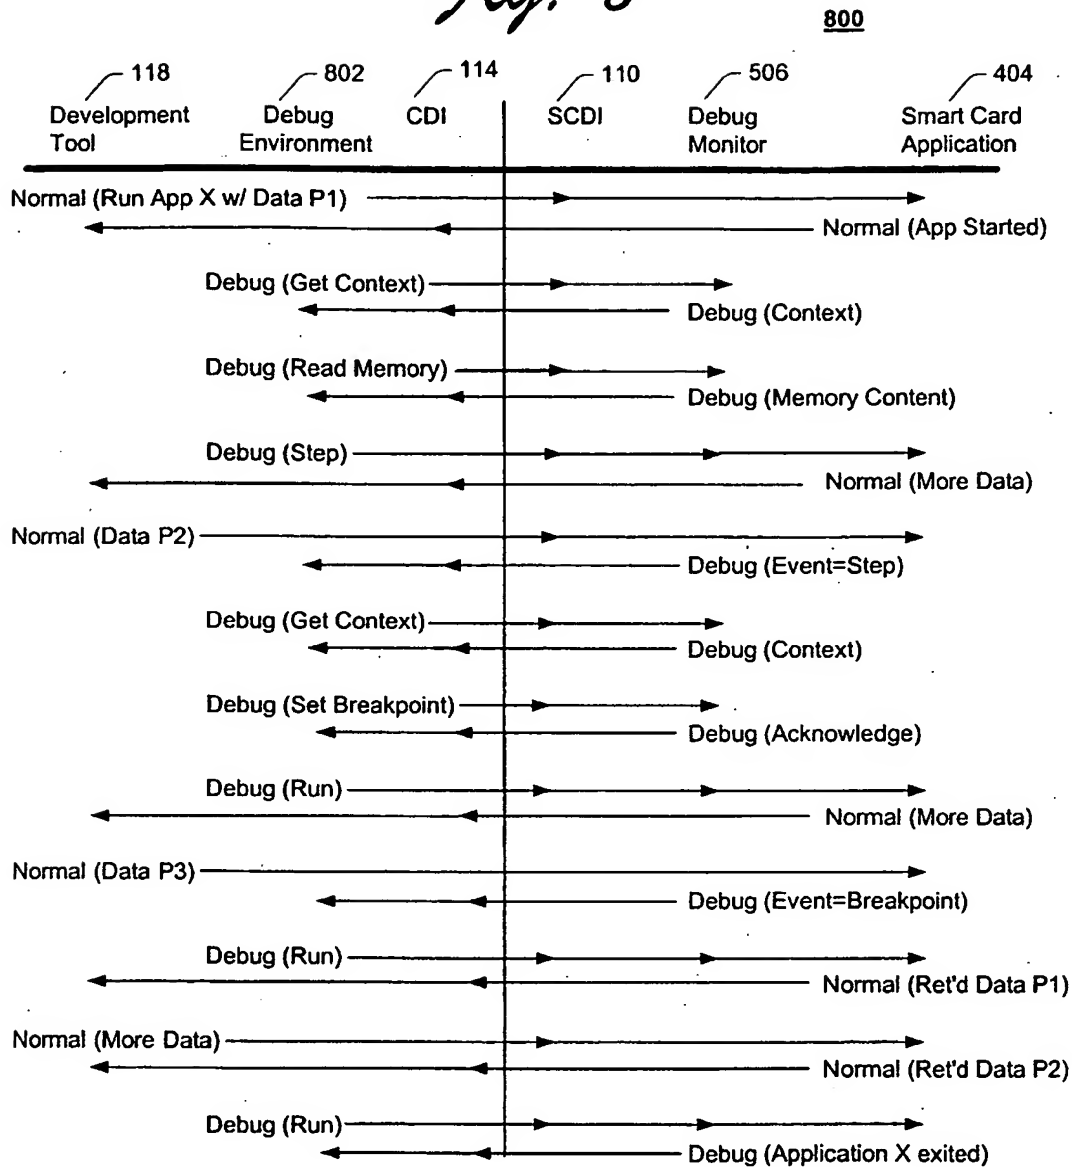 Fig. 8
800
118 802 114 110 506 404
Development Tool
Debug Environment
CDI
SCDI
Debug Monitor
Smart Card Application
Normal (Run App X w/ Data P1)
Normal (App Started)
Debug (Get Context)
Debug (Context)
Debug (Read Memory)
Debug (Memory Content)
Debug (Step)
Normal (More Data)
Normal (Data P2)
Debug (Event=Step)
Debug (Get Context)
Debug (Context)
Debug (Set Breakpoint)
Debug (Acknowledge)
Debug (Run)
Normal (More Data)
Normal (Data P3)
Debug (Event=Breakpoint)
Debug (Run)
Normal (Ret'd Data P1)
Normal (More Data)
Normal (Ret'd Data P2)
Debug (Run)
Debug (Application X exited)